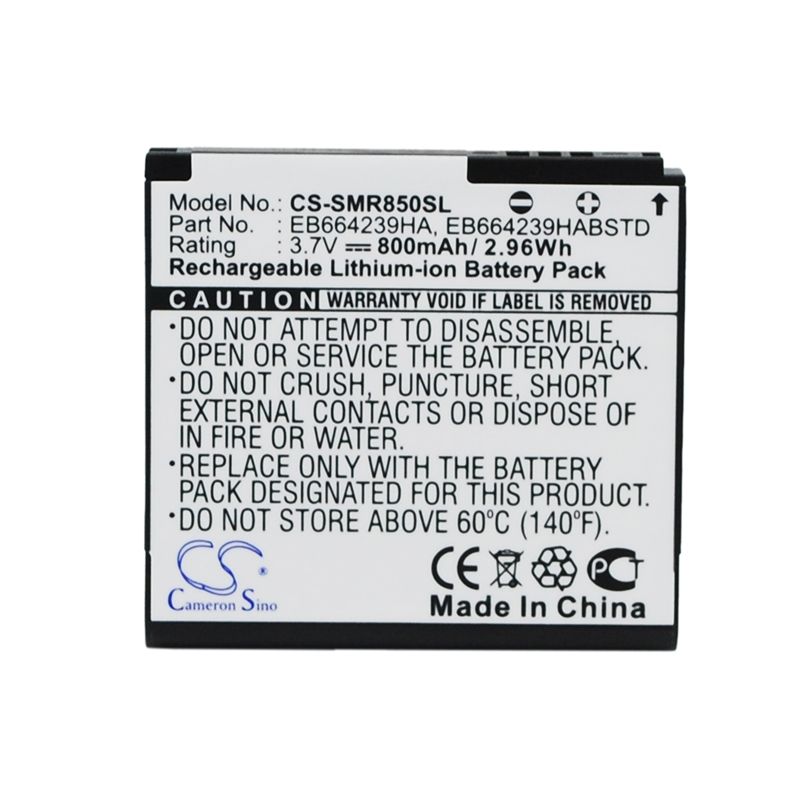 Model No.: CS-SMR850SL
Part No. : EB664239HA, EB664239HABSTD
Rating : 3.7V 800mAh/ 2.96Wh
Rechargeable Lithium-ion Battery Pack
CAUTION WARRANTY VOID IF LABEL IS REMOVED
•DO NOT ATTEMPT TO DISASSEMBLE,
OPEN OR SERVICE THE BATTERY PACK.
•DO NOT CRUSH, PUNCTURE, SHORT
EXTERNAL CONTACTS OR DISPOSE OF
IN FIRE OR WATER.
•REPLACE ONLY WITH THE BATTERY
PACK DESIGNATED FOR THIS PRODUCT.
•DO NOT STORE ABOVE 60°C (140°F).
CS ®
Cameron Sino
CE PCT
Made In China